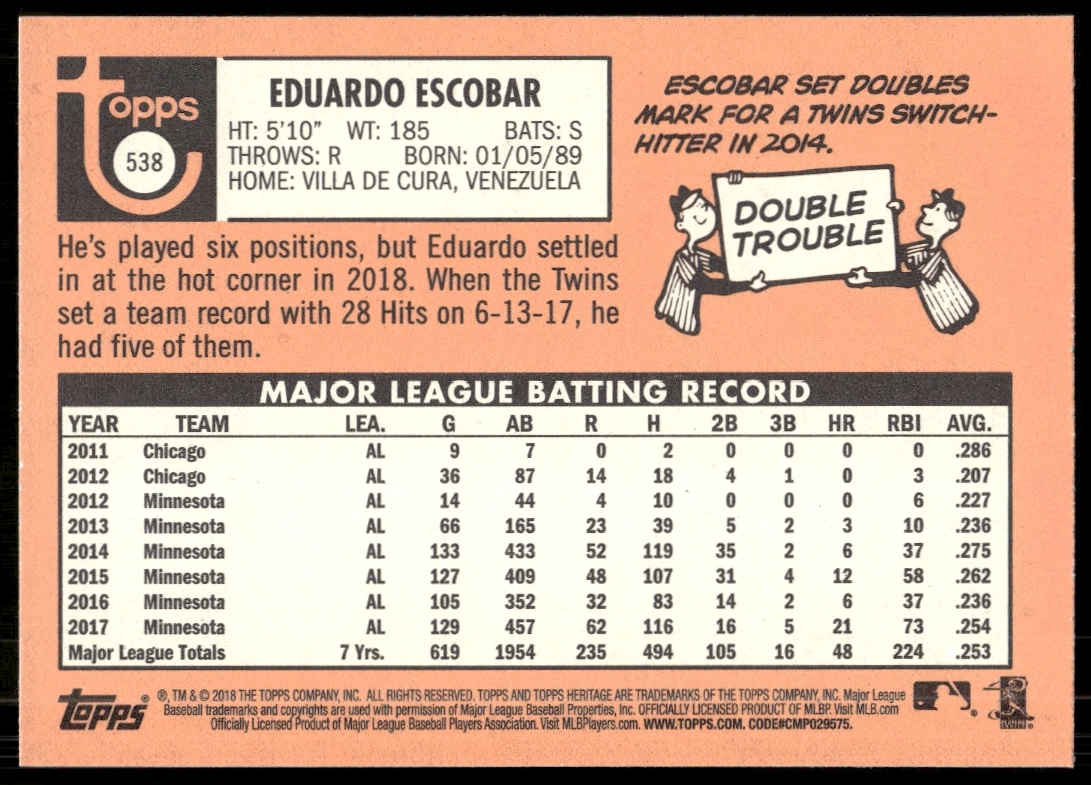 topps
538
EDUARDO ESCOBAR
HT: 5'10" WT: 185 BATS: S
THROWS: R BORN: 01/05/89
HOME: VILLA DE CURA, VENEZUELA
ESCOBAR SET DOUBLES
MARK FOR A TWINS SWITCH-
HITTER IN 2014.
DOUBLE
TROUBLE
He's played six positions, but Eduardo settled
in at the hot corner in 2018. When the Twins
set a team record with 28 Hits on 6-13-17, he
had five of them.
MAJOR LEAGUE BATTING RECORD
YEAR TEAM LEA. G AB R H 2B 3B HR RBI AVG.
2011 Chicago AL 9 7 0 2 0 0 0 0 .286
2012 Chicago AL 36 87 14 18 4 1 0 3 .207
2012 Minnesota AL 14 44 4 10 0 0 0 6 .227
2013 Minnesota AL 66 165 23 39 5 2 3 10 .236
2014 Minnesota AL 133 433 52 119 35 2 6 37 .275
2015 Minnesota AL 127 409 48 107 31 4 12 58 .262
2016 Minnesota AL 105 352 32 83 14 2 6 37 .236
2017 Minnesota AL 129 457 62 116 16 5 21 73 .254
Major League Totals 7 Yrs. 619 1954 235 494 105 16 48 224 .253
Topps ® ®, TM & © 2018 THE TOPPS COMPANY, INC. ALL RIGHTS RESERVED. TOPPS AND TOPPS HERITAGE ARE TRADEMARKS OF THE TOPPS COMPANY, INC. Major League
Baseball trademarks and copyrights are used with permission of Major League Baseball Properties, Inc. OFFICIALLY LICENSED PRODUCT OF MLBP. Visit MLB.com
Officially Licensed Product of Major League Baseball Players Association. Visit MLBPlayers.com. WWW.TOPPS.COM. CODE#CMP029575.